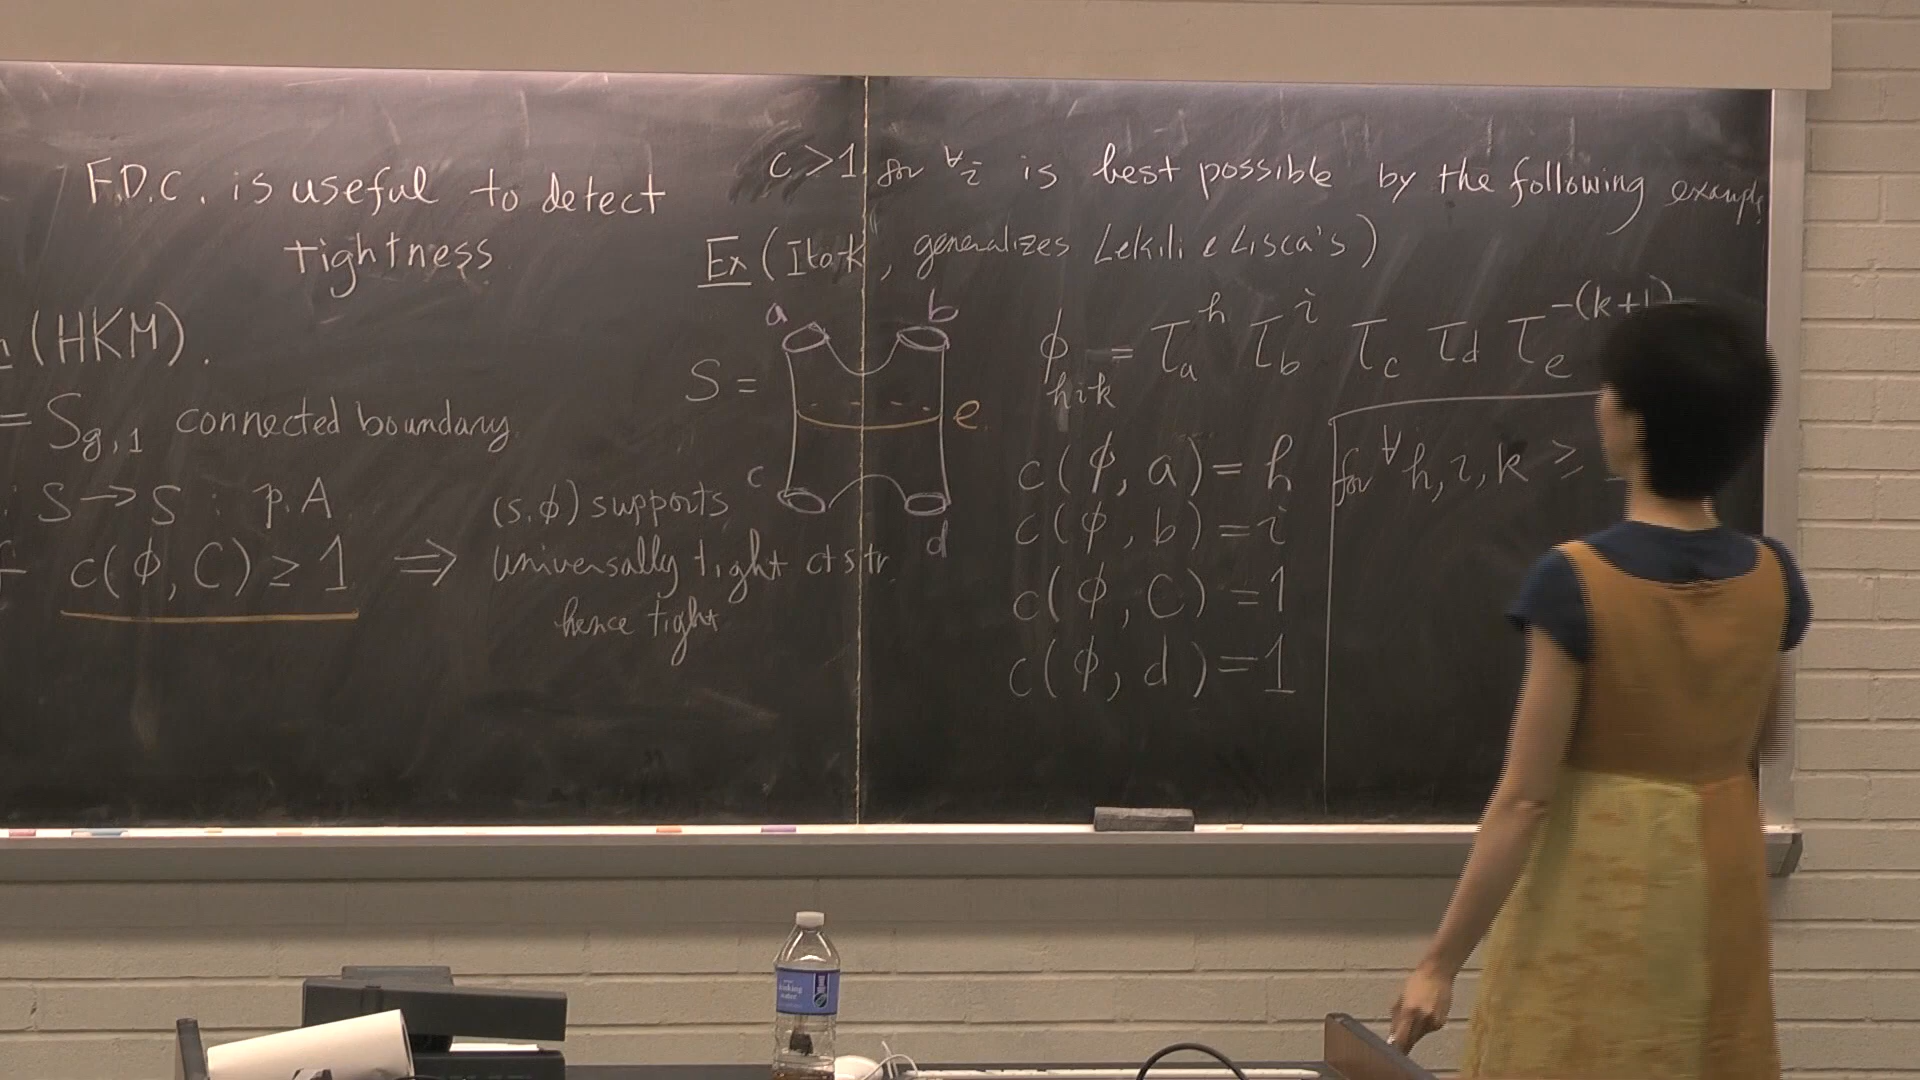 F.D.C. is useful to detect
tightness
(HKM).
= S_{g,1} connected boundary
: S → S : p.A.
c(φ, C) ≥ 1 ⇒ (S, φ) supports
universally tight ct str.
hence tight
c > 1 for ∀i is best possible by the following example
Ex (Ito-K, generalizes Lekili & Lisca's)
a b
S =
e
c
d
φ_{h i k} = τ_a^h τ_b^i τ_c τ_d τ_e^{-(k+1)}
c(φ, a) = h
c(φ, b) = i
c(φ, C) = 1
c(φ, d) = 1
for ∀h, i, k ≥
drinking
water